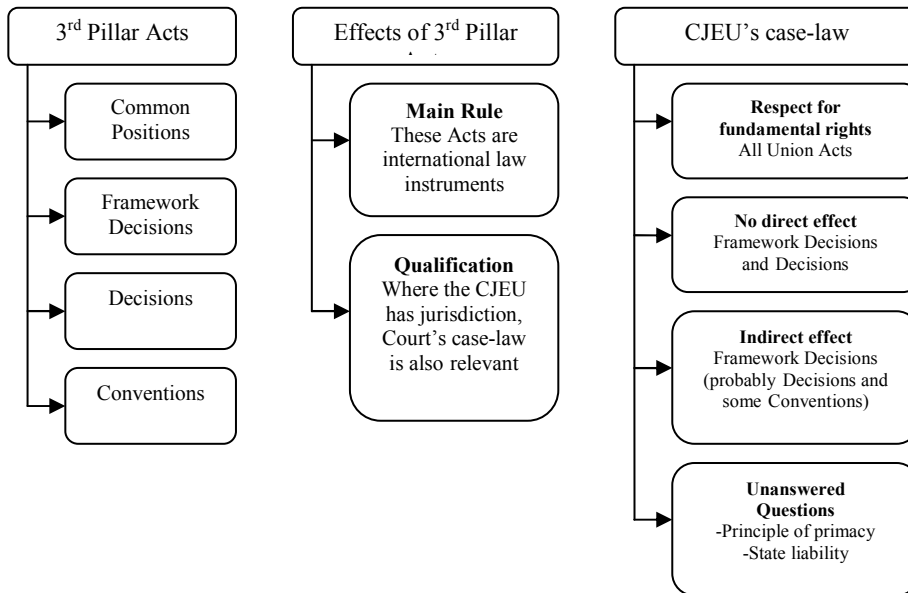 3rd Pillar Acts
Common
Positions
Framework
Decisions
Decisions
Conventions
Effects of 3rd Pillar
Main Rule
These Acts are
international law
instruments
Qualification
Where the CJEU
has jurisdiction,
Court's case-law
is also relevant
CJEU's case-law
Respect for
fundamental rights
All Union Acts
No direct effect
Framework Decisions
and Decisions
Indirect effect
Framework Decisions
(probably Decisions and
some Conventions)
Unanswered
Questions
-Principle of primacy
-State liability